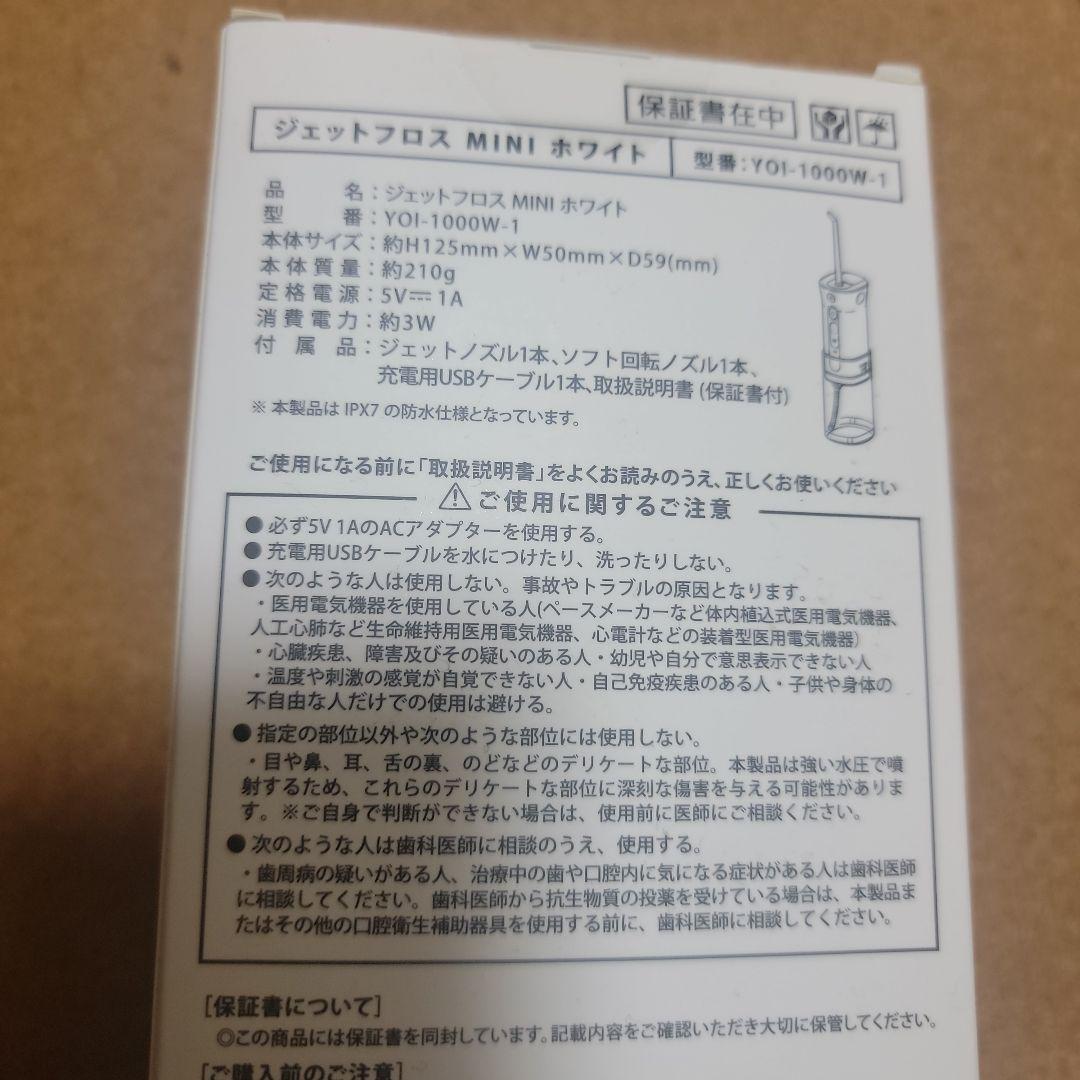 保証書在中
ジェットフロス MINI ホワイト 型番:YOI-1000W-1
品名:ジェットフロス MINI ホワイト
型番:YOI-1000W-1
本体サイズ:約H125mm×W50mm×D59(mm)
本体質量:約210g
定格電源:5V⎓1A
消費電力:約3W
付属品:ジェットノズル1本、ソフト回転ノズル1本、
充電用USBケーブル1本、取扱説明書 (保証書付)
※ 本製品は IPX7 の防水仕様となっています。
ご使用になる前に「取扱説明書」をよくお読みのうえ、正しくお使いください
⚠ご使用に関するご注意
●必ず5V 1AのACアダプターを使用する。
●充電用USBケーブルを水につけたり、洗ったりしない。
●次のような人は使用しない。事故やトラブルの原因となります。
・医用電気機器を使用している人(ペースメーカーなど体内植込式医用電気機器、
人工心肺など生命維持用医用電気機器、心電計などの装着型医用電気機器)
・心臓疾患、障害及びその疑いのある人・幼児や自分で意思表示できない人
・温度や刺激の感覚が自覚できない人・自己免疫疾患のある人・子供や身体の
不自由な人だけでの使用は避ける。
●指定の部位以外や次のような部位には使用しない。
・目や鼻、耳、舌の裏、のどなどのデリケートな部位。本製品は強い水圧で噴
射するため、これらのデリケートな部位に深刻な傷害を与える可能性がありま
す。※ご自身で判断ができない場合は、使用前に医師にご相談ください。
●次のような人は歯科医師に相談のうえ、使用する。
・歯周病の疑いがある人、治療中の歯や口腔内に気になる症状がある人は歯科医師
に相談してください。歯科医師から抗生物質の投薬を受けている場合は、本製品ま
たはその他の口腔衛生補助器具を使用する前に、歯科医師に相談してください。
[保証書について]
◎この商品には保証書を同封しています。記載内容をご確認いただき大切に保管してください。
[ご購入前のご注意]